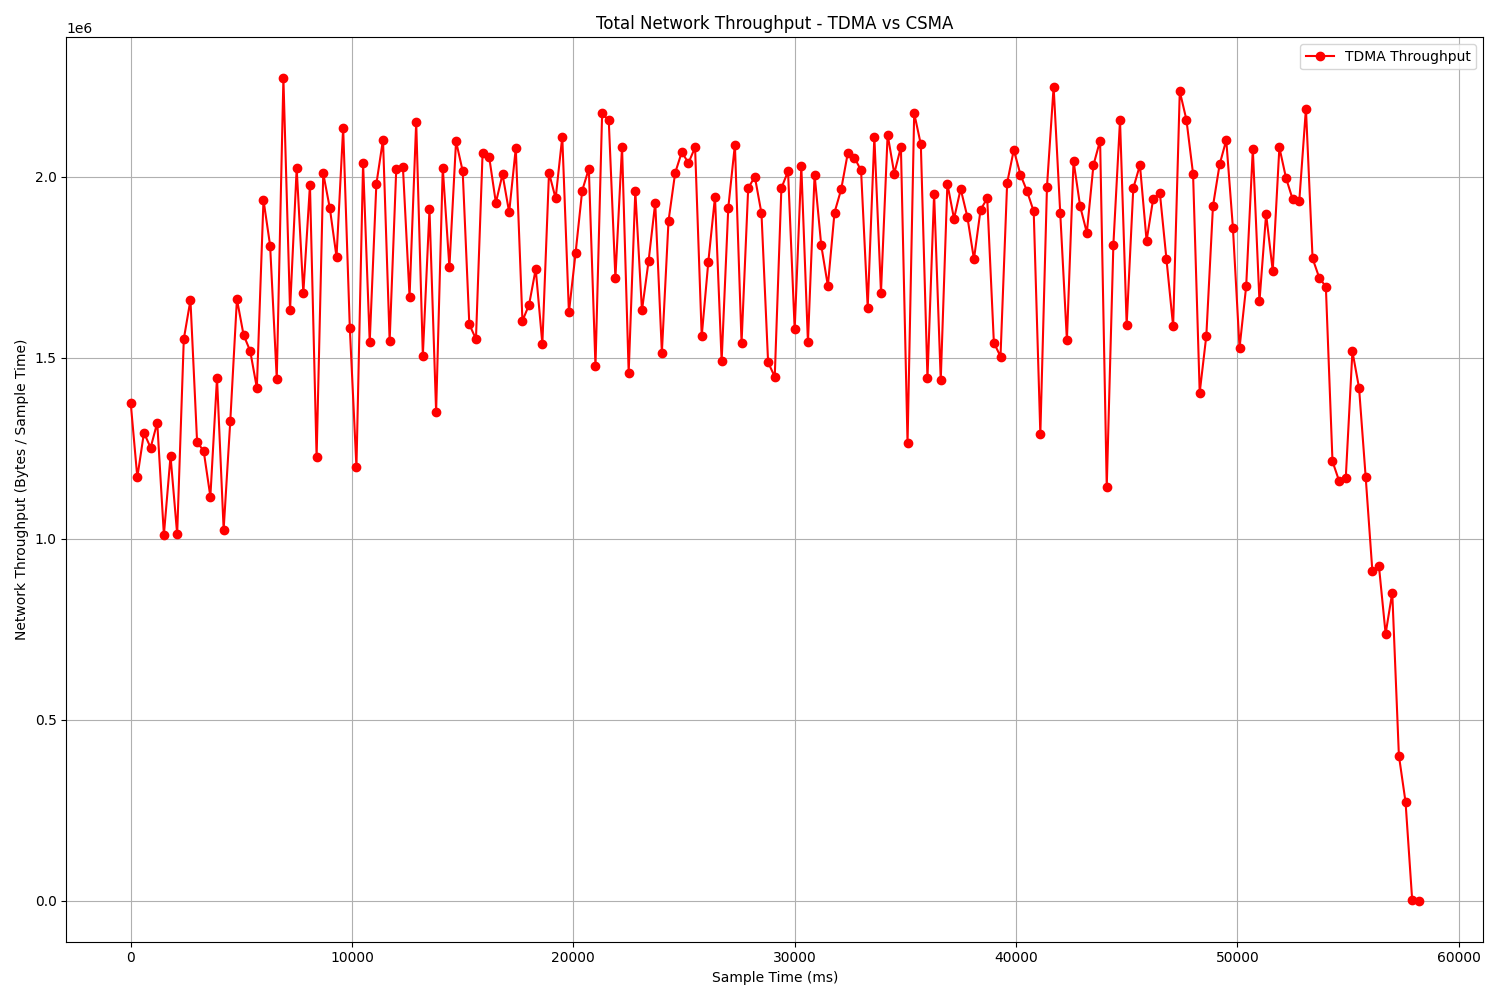 Total Network Throughput - TDMA vs CSMA
1e6
TDMA Throughput
Network Throughput (Bytes / Sample Time)
2.0
1.5
1.0
0.5
0.0
0 10000 20000 30000 40000 50000 60000
Sample Time (ms)